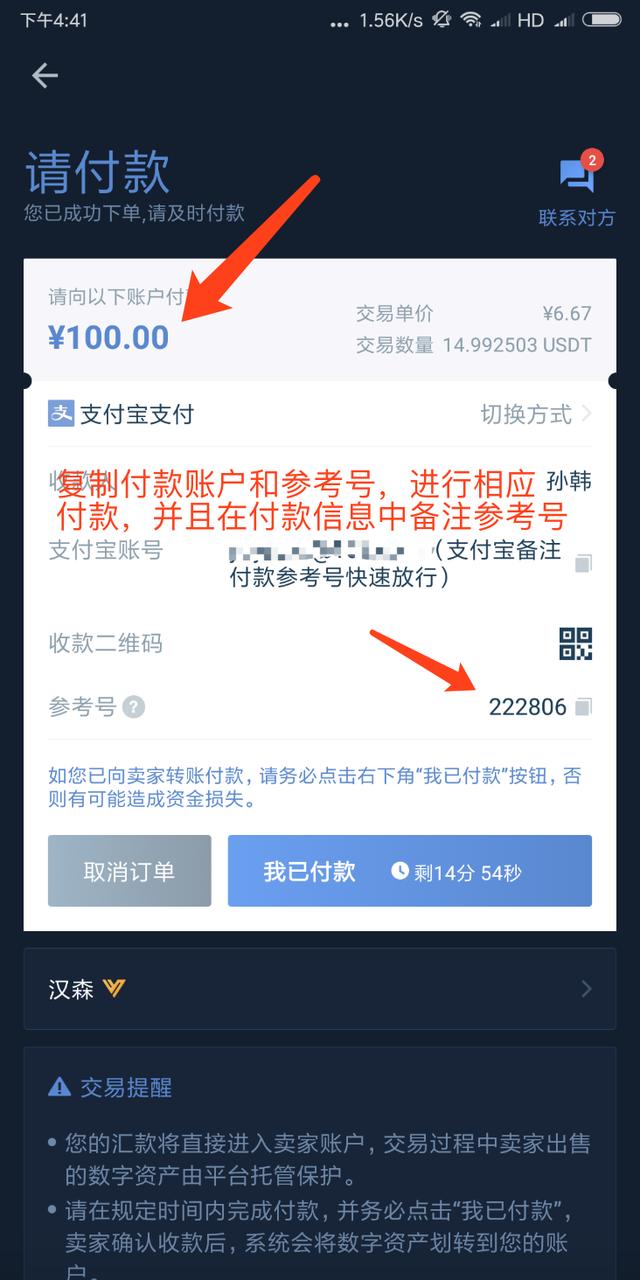 下午4:41
... 1.56K/s HD
请付款
2
您已成功下单,请及时付款
联系对方
请向以下账户付
¥100.00
交易单价 ¥6.67
交易数量 14.992503 USDT
支付宝支付 切换方式
收款人 孙韩
复制付款账户和参考号，进行相应
付款，并且在付款信息中备注参考号
支付宝账号 （支付宝备注
付款参考号快速放行）
收款二维码
参考号 ? 222806
如您已向卖家转账付款，请务必点击右下角“我已付款”按钮，否
则有可能造成资金损失。
取消订单 我已付款 剩14分 54秒
汉森
交易提醒
• 您的汇款将直接进入卖家账户，交易过程中卖家出售
的数字资产由平台托管保护。
• 请在规定时间内完成付款，并务必点击“我已付款”，
卖家确认收款后，系统会将数字资产划转到您的账
户。